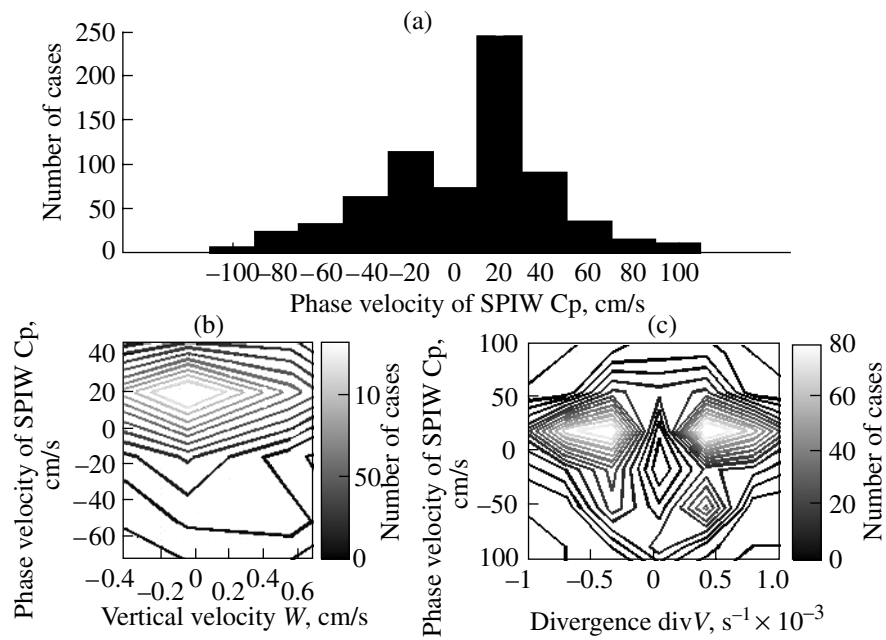 (a)
Number of cases
250
200
150
100
50
0
−100 −80 −60 −40 −20 0 20 40 60 80 100
Phase velocity of SPIW Cp, cm/s
(b)
Phase velocity of SPIW Cp,
cm/s
40
20
0
−20
−40
−60
−0.4 −0.2 0 0.2 0.4 0.6
Vertical velocity W, cm/s
10
50
0
Number of cases
(c)
Phase velocity of SPIW Cp,
cm/s
100
50
0
−50
100
−1 −0.5 0 0.5 1.0
Divergence divV, s⁻¹ × 10⁻³
80
60
40
20
0
Number of cases